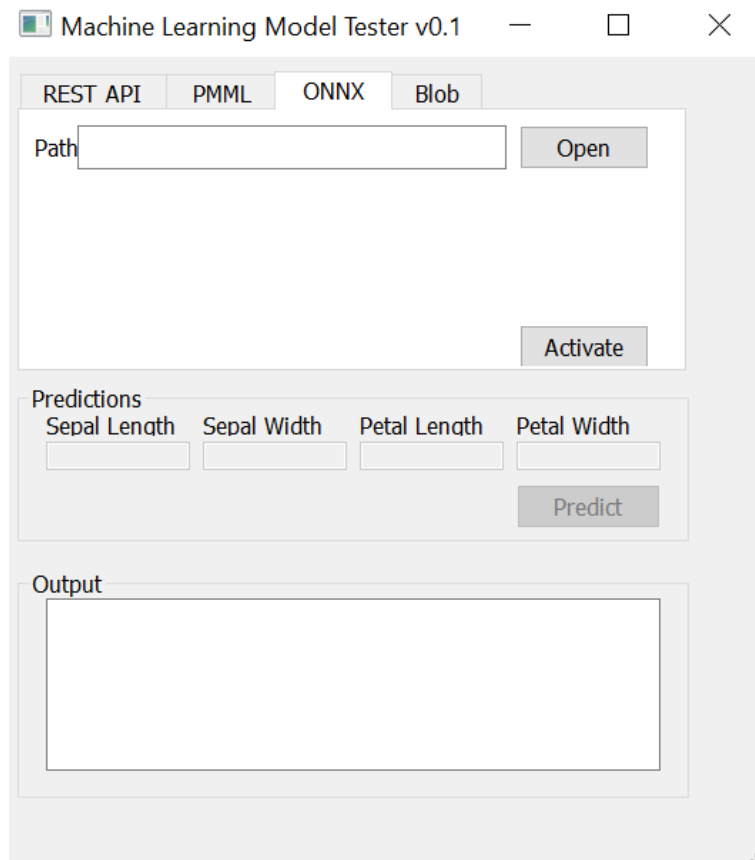 Machine Learning Model Tester v0.1
REST API PMML ONNX Blob
Path Open
Activate
Predictions
Sepal Length Sepal Width Petal Length Petal Width
Predict
Output